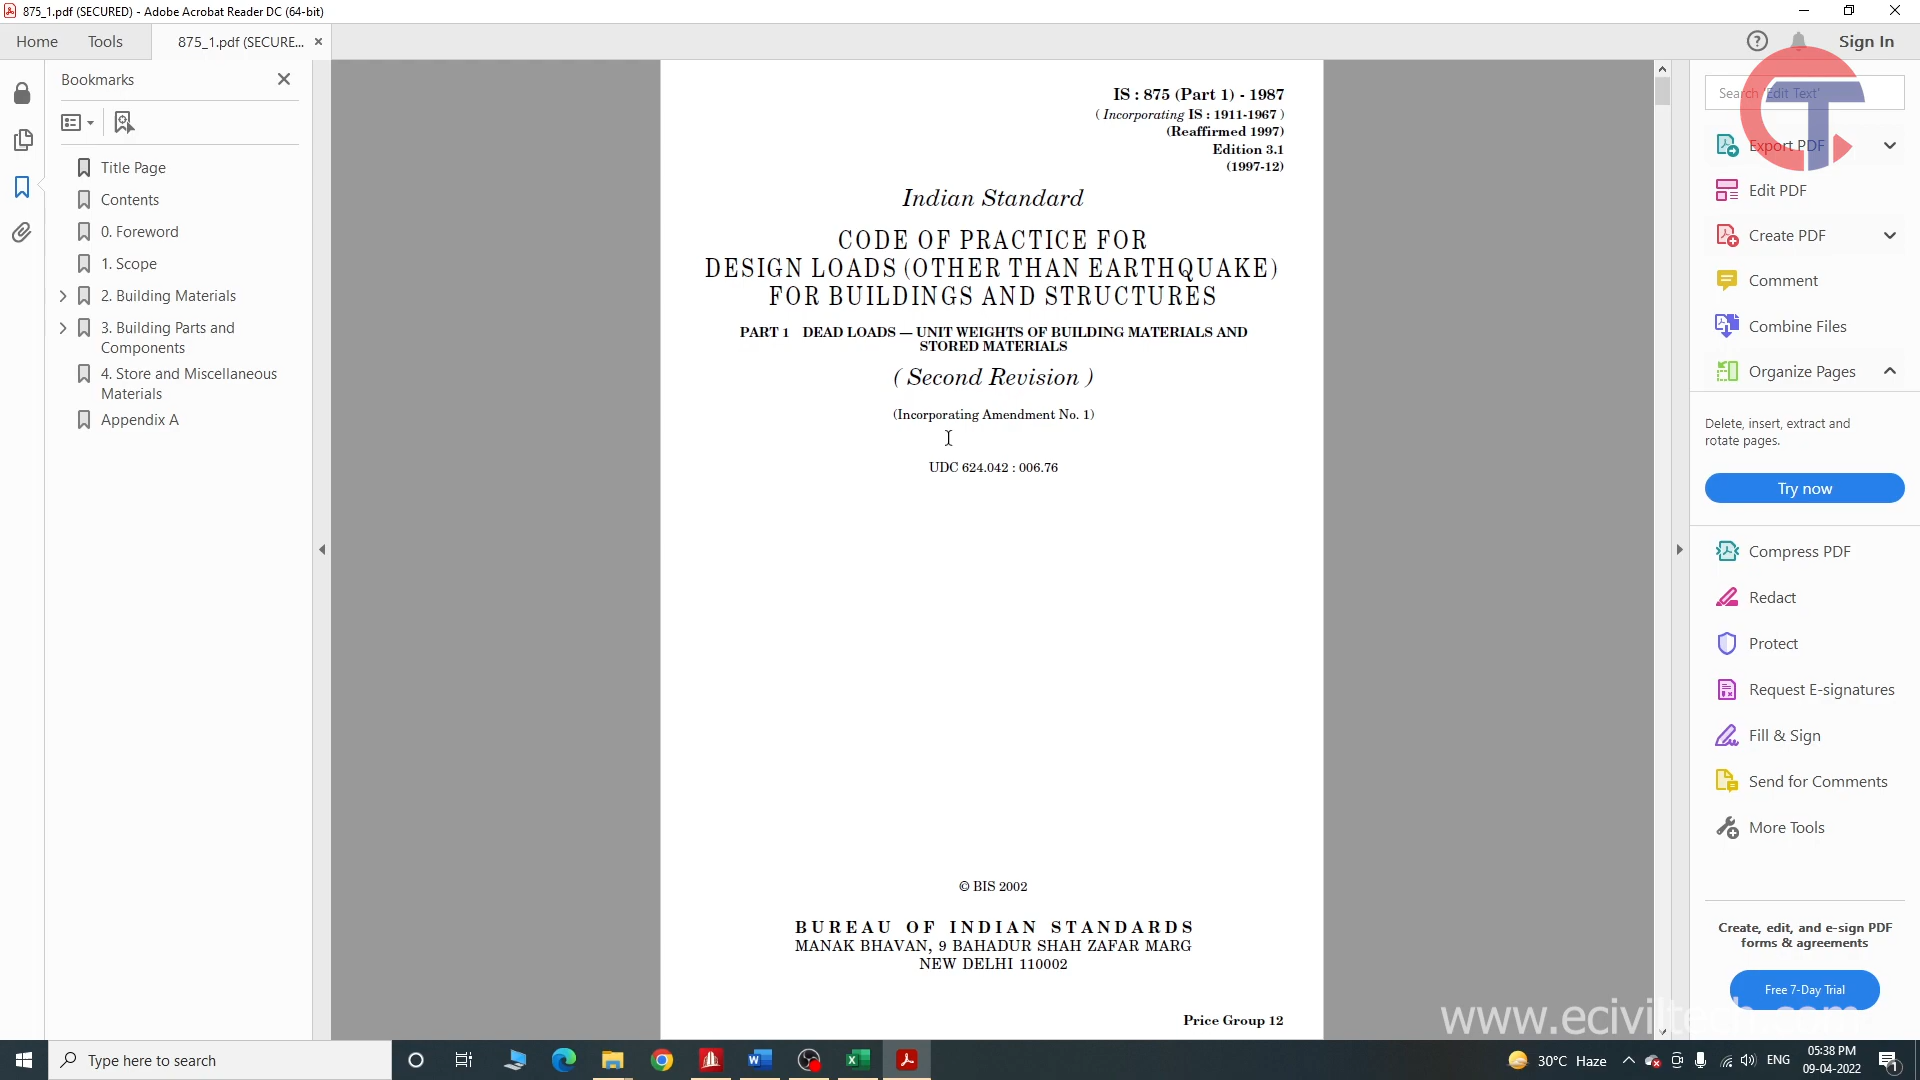 875_1.pdf (SECURED) - Adobe Acrobat Reader DC (64-bit)
Home
Tools
875_1.pdf (SECURE...
Sign In
Bookmarks
Title Page
Contents
0. Foreword
1. Scope
2. Building Materials
3. Building Parts and
Components
4. Store and Miscellaneous
Materials
Appendix A
IS : 875 (Part 1) - 1987
( Incorporating IS : 1911-1967 )
(Reaffirmed 1997)
Edition 3.1
(1997-12)
Indian Standard
CODE OF PRACTICE FOR
DESIGN LOADS (OTHER THAN EARTHQUAKE)
FOR BUILDINGS AND STRUCTURES
PART 1 DEAD LOADS — UNIT WEIGHTS OF BUILDING MATERIALS AND
STORED MATERIALS
( Second Revision )
(Incorporating Amendment No. 1)
UDC 624.042 : 006.76
© BIS 2002
BUREAU OF INDIAN STANDARDS
MANAK BHAVAN, 9 BAHADUR SHAH ZAFAR MARG
NEW DELHI 110002
Price Group 12
Search 'Edit Text'
Export PDF
Edit PDF
Create PDF
Comment
Combine Files
Organize Pages
Delete, insert, extract and
rotate pages.
Try now
Compress PDF
Redact
Protect
Request E-signatures
Fill & Sign
Send for Comments
More Tools
Create, edit, and e-sign PDF
forms & agreements
Free 7-Day Trial
www.eciviltech.com
Type here to search
30°C Haze
ENG
05:38 PM
09-04-2022
1